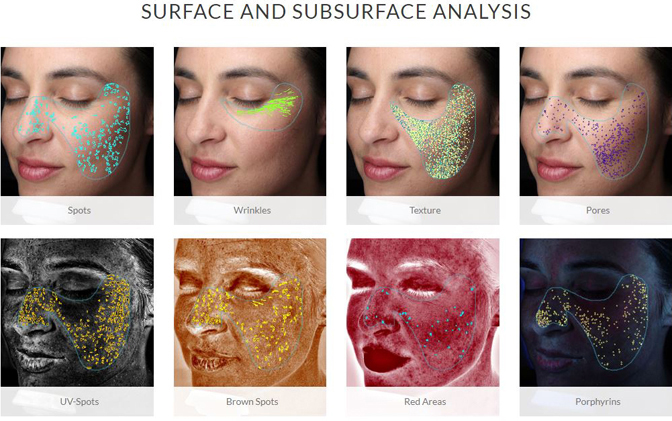 SURFACE AND SUBSURFACE ANALYSIS
Spots
Wrinkles
Texture
Pores
UV-Spots
Brown Spots
Red Areas
Porphyrins